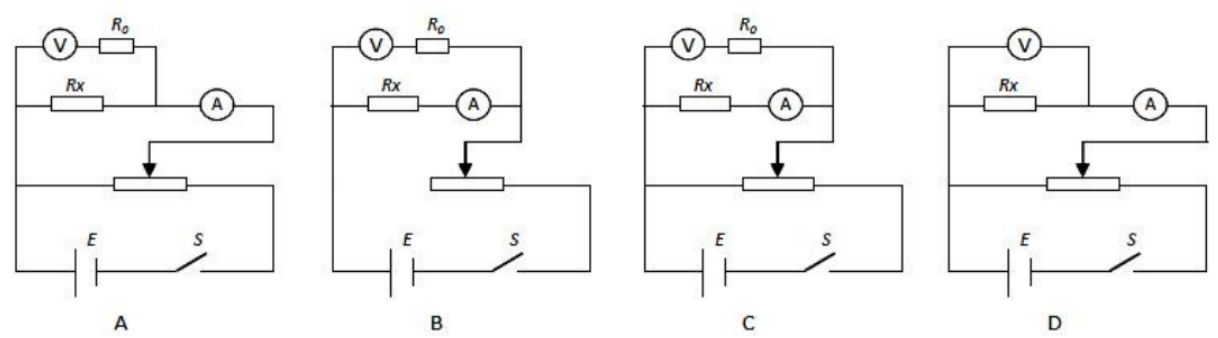 V R₀ Rx A E S A
V R₀ Rx A E S B
V R₀ Rx A E S C
V Rx A E S D